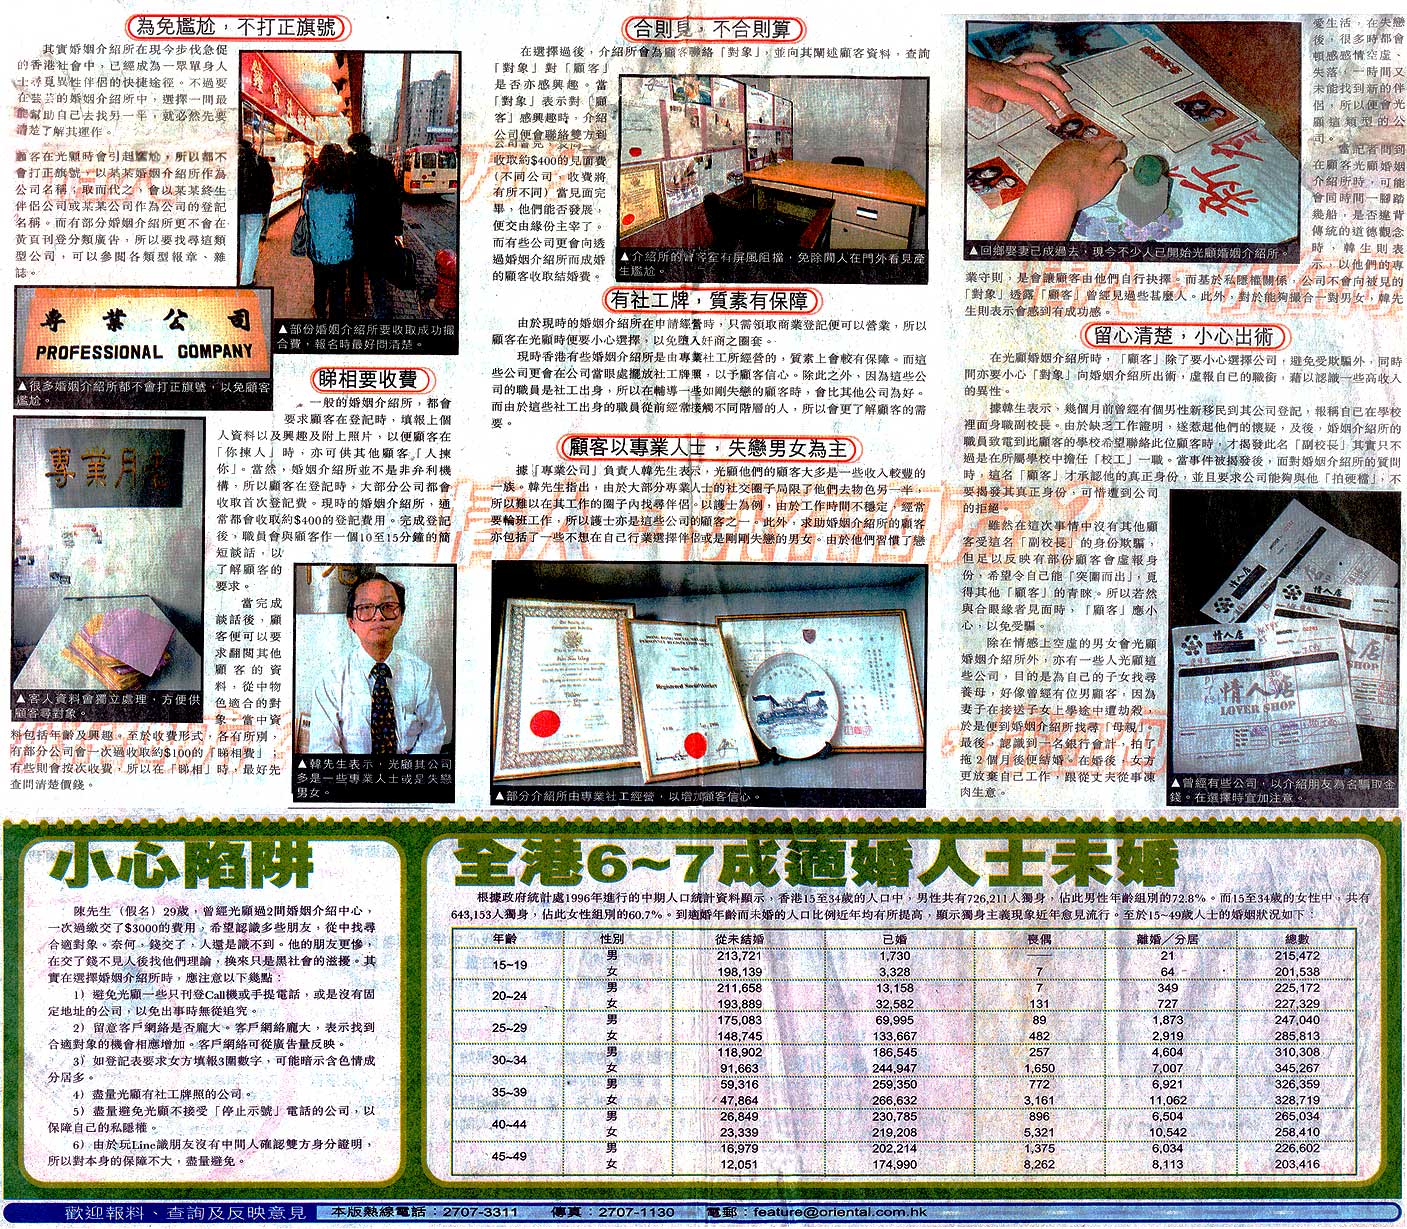 為免尷尬，不打正旗號
其實婚姻介紹所在現今步伐急促
的香港社會中，已經成為一眾單身人
士尋覓異性伴侶的快捷途徑。不過要
在芸芸的婚姻介紹所中，選擇一間最
能幫助自己去找另一半，就必然先要
清楚了解其運作。
顧客在光顧時會引起尷尬，所以都不
會打正旗號，以某某婚姻介紹所作為
公司名稱；取而代之，會以某某終生
伴侶公司或某某公司作為公司的登記
名稱。而有部分婚姻介紹所更不會在
黃頁刊登分類廣告，所以要找尋這類
型公司，可以參閱各類型報章、雜
誌。
▲部份婚姻介紹所要收取成功撮
合費，報名時最好問清楚。
專業公司
PROFESSIONAL COMPANY
▲很多婚姻介紹所都不會打正旗號，以免顧客
尷尬。
睇相要收費
一般的婚姻介紹所，都會
要求顧客在登記時，填報上個
人資料以及興趣及附上照片，以便顧客在
「你揀人」時，亦可供其他顧客「人揀
你」。當然，婚姻介紹所並不是非弁利機
構，所以顧客在登記時，大部分公司都會
收取首次登記費。現時的婚姻介紹所，通
常都會收取約$400的登記費用。完成登記
後，職員會與顧客作一個10至15分鐘的簡
短談話，以
了解顧客的
要求。
當完成
談話後，顧
客便可以要
求翻閱其他
顧客的資
料，從中物
色適合的對
象。當中資
料包括年齡及興趣。至於收費形式，各有所別，
有部分公司會一次過收取約$100的「睇相費」；
有些則會按次收費，所以在「睇相」時，最好先
查問清楚價錢。
▲客人資料會獨立處理，方便供
顧客尋對象。
▲韓先生表示，光顧其公司
多是一些專業人士或是失戀
男女。
合則見，不合則算
在選擇過後，介紹所會為顧客聯絡「對象」，並向其闡述顧客資料，查詢
「對象」對「顧客」
是否亦感興趣。當
「對象」表示對「顧
客」感興趣時，介紹
公司便會聯絡雙方到
收取約$400的見面費
（不同公司，收費將
有所不同）當見面完
畢，他們能否發展，
便交由緣份主宰了。
而有些公司更會向透
過婚姻介紹所而成婚
的顧客收取結婚費。
▲介紹所的會客室有屏風阻擋，免除閒人在門外看見產
生尷尬。
有社工牌，質素有保障
由於現時的婚姻介紹所在申請經營時，只需領取商業登記便可以營業，所以
顧客在光顧時便要小心選擇，以免墮入奸商之圈套。
現時香港有些婚姻介紹所是由專業社工所經營的，質素上會較有保障。而這
些公司更會在公司當眼處擺放社工牌照，以予顧客信心。除此之外，因為這些公
司的職員是社工出身，所以在輔導一些如剛失戀的顧客時，會比其他公司為好。
而由於這些社工出身的職員從前經常接觸不同階層的人，所以會更了解顧客的需
要。
顧客以專業人士，失戀男女為主
據「專業公司」負責人韓先生表示，光顧他們的顧客大多是一些收入較豐的
一族。韓先生指出，由於大部分專業人士的社交圈子局限了他們去物色另一半，
所以難以在其工作的圈子內找尋伴侶。以護士為例，由於工作時間不穩定，經常
要輪班工作，所以護士亦是這些公司的顧客之一。此外，求助婚姻介紹所的顧客
亦包括了一些不想在自己行業選擇伴侶或是剛剛失戀的男女。由於他們習慣了戀
Registered Social Worker
▲部分介紹所由專業社工經營，以增加顧客信心。
▲回鄉娶妻已成過去，現今不少人已開始光顧婚姻介紹所。
愛生活，在失戀
後，很多時都會
頓感感情空虛、
失落，一時間又
未能找到新的伴
侶，所以便會光
顧這類型的公
司。
當記者問到
在顧客光顧婚姻
介紹所時，可能
會同時間一腳踏
幾船，是否違背
傳統的道德觀念
時，韓生則表
示，以他們的專
業守則，是會讓顧客由他們自行抉擇。而基於私隱權關係，公司不會向被見的
「對象」透露「顧客」曾經見過些甚麼人。此外，對於能夠撮合一對男女，韓先
生則表示會感到有成功感。
留心清楚，小心出術
在光顧婚姻介紹所時，「顧客」除了要小心選擇公司，避免受欺騙外，同時
間亦要小心「對象」向婚姻介紹所出術，虛報自己的職銜，藉以認識一些高收入
的異性。
據韓生表示，幾個月前曾經有個男性新移民到其公司登記，報稱自己在學校
裡面身職副校長。由於缺乏工作證明，遂惹起他們的懷疑，及後，婚姻介紹所的
職員致電到此顧客的學校希望聯絡此位顧客時，才揭發此名「副校長」其實只不
過是在所屬學校中擔任「校工」一職。當事件被揭發後，面對婚姻介紹所的質問
時，這名「顧客」才承認他的真正身份，並且要求公司能夠與他「拍硬檔」，不
要揭發其真正身份，可惜遭到公司
的拒絕。
雖然在這次事情中沒有其他顧
客受這名「副校長」的身份欺騙，
但足以反映有部份顧客會虛報身
份，希望令自己能「突圍而出」，覓
得其他「顧客」的青睞。所以若然
與合眼緣者見面時，「顧客」應小
心，以免受騙。
除在情感上空虛的男女會光顧
婚姻介紹所外，亦有一些人光顧這
些公司，目的是為自己的子女找尋
養母，好像曾經有位男顧客，因為
妻子在接送子女上學途中遭劫殺，
於是便到婚姻介紹所找尋「母親」。
最後，認識到一名銀行會計，拍了
拖2個月後便結婚。在婚後，女方
更放棄自己工作，跟從丈夫從事凍
肉生意。
情人店
LOVER SHOP
▲曾經有些公司，以介紹朋友為名騙取金
錢。在選擇時宜加注意。
小心陷阱
陳先生（假名）29歲，曾經光顧過2間婚姻介紹中心，
一次過繳交了$3000的費用，希望認識多些朋友，從中找尋
合適對象。奈何，錢交了，人還是識不到。他的朋友更慘，
在交了錢不見人後找他們理論，換來只是黑社會的滋擾。其
實在選擇婚姻介紹所時，應注意以下幾點：
1）避免光顧一些只刊登Call機或手提電話，或是沒有固
定地址的公司，以免出事時無從追究。
2）留意客戶網絡是否龐大。客戶網絡龐大，表示找到
合適對象的機會相應增加。客戶網絡可從廣告量反映。
3）如登記表要求女方填報3圍數字，可能暗示含色情成
分居多。
4）盡量光顧有社工牌照的公司。
5）盡量避免光顧不接受「停止示號」電話的公司，以
保障自己的私隱權。
6）由於玩Line識朋友沒有中間人確認雙方身分證明，
所以對本身的保障不大，盡量避免。
全港6~7成適婚人士未婚
根據政府統計處1996年進行的中期人口統計資料顯示，香港15至34歲的人口中，男性共有726,211人獨身，佔此男性年齡組別的72.8%。而15至34歲的女性中，共有
643,153人獨身，佔此女性組別的60.7%。到適婚年齡而未婚的人口比例近年均有所提高，顯示獨身主義現象近年愈見流行。至於15~49歲人士的婚姻狀況如下：
年齡 性別 從未結婚 已婚 喪偶 離婚／分居 總數
15~19 男 213,721 1,730 — 21 215,472
女 198,139 3,328 7 64 201,538
20~24 男 211,658 13,158 7 349 225,172
女 193,889 32,582 131 727 227,329
25~29 男 175,083 69,995 89 1,873 247,040
女 148,745 133,667 482 2,919 285,813
30~34 男 118,902 186,545 257 4,604 310,308
女 91,663 244,947 1,650 7,007 345,267
35~39 男 59,316 259,350 772 6,921 326,359
女 47,864 266,632 3,161 11,062 328,719
40~44 男 26,849 230,785 896 6,504 265,034
女 23,339 219,208 5,321 10,542 258,410
45~49 男 16,979 202,214 1,375 6,034 226,602
女 12,051 174,990 8,262 8,113 203,416
歡迎報料、查詢及反映意見 本版熱線電話：2707-3311 傳真：2707-1130 電郵：feature@oriental.com.hk